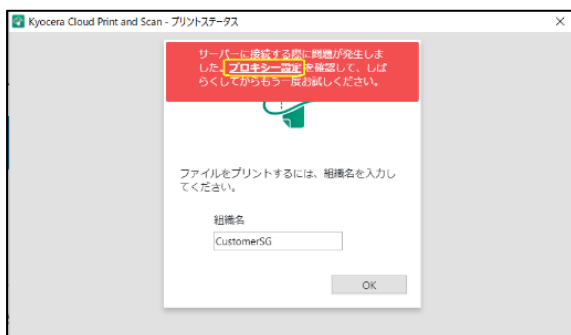 Kyocera Cloud Print and Scan - プリントステータス
サーバーに接続する際に問題が発生しま
した。プロキシー設定を確認して、しば
らくしてからもう一度お試しください。
ファイルをプリントするには、組織名を入力し
てください。
組織名
CustomerSG
OK